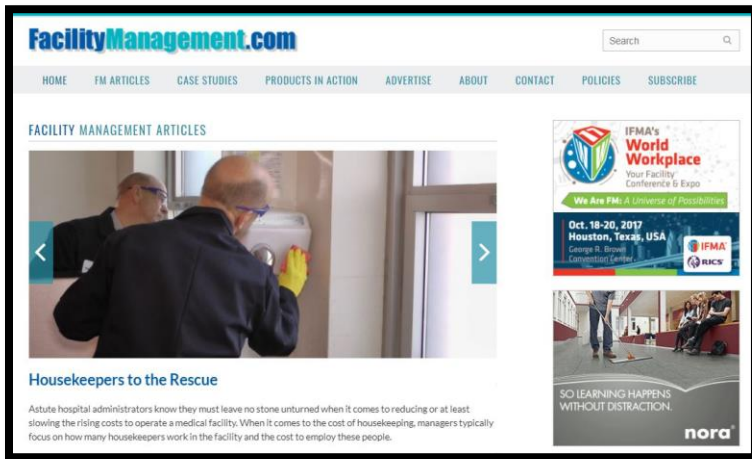 FacilityManagement.com
Search
HOME FM ARTICLES CASE STUDIES PRODUCTS IN ACTION ADVERTISE ABOUT CONTACT POLICIES SUBSCRIBE
FACILITY MANAGEMENT ARTICLES
Housekeepers to the Rescue
Astute hospital administrators know they must leave no stone unturned when it comes to reducing or at least
slowing the rising costs to operate a medical facility. When it comes to the cost of housekeeping, managers typically
focus on how many housekeepers work in the facility and the cost to employ these people.
IFMA's
World
Workplace
Your Facility
Conference & Expo
We Are FM: A Universe of Possibilities
Oct. 18-20, 2017
Houston, Texas, USA
George R. Brown
Convention Center
IFMA
RICS
SO LEARNING HAPPENS
WITHOUT DISTRACTION.
nora